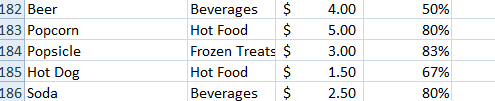 182 Beer Beverages $ 4.00 50%
183 Popcorn Hot Food $ 5.00 80%
184 Popsicle Frozen Treats $ 3.00 83%
185 Hot Dog Hot Food $ 1.50 67%
186 Soda Beverages $ 2.50 80%